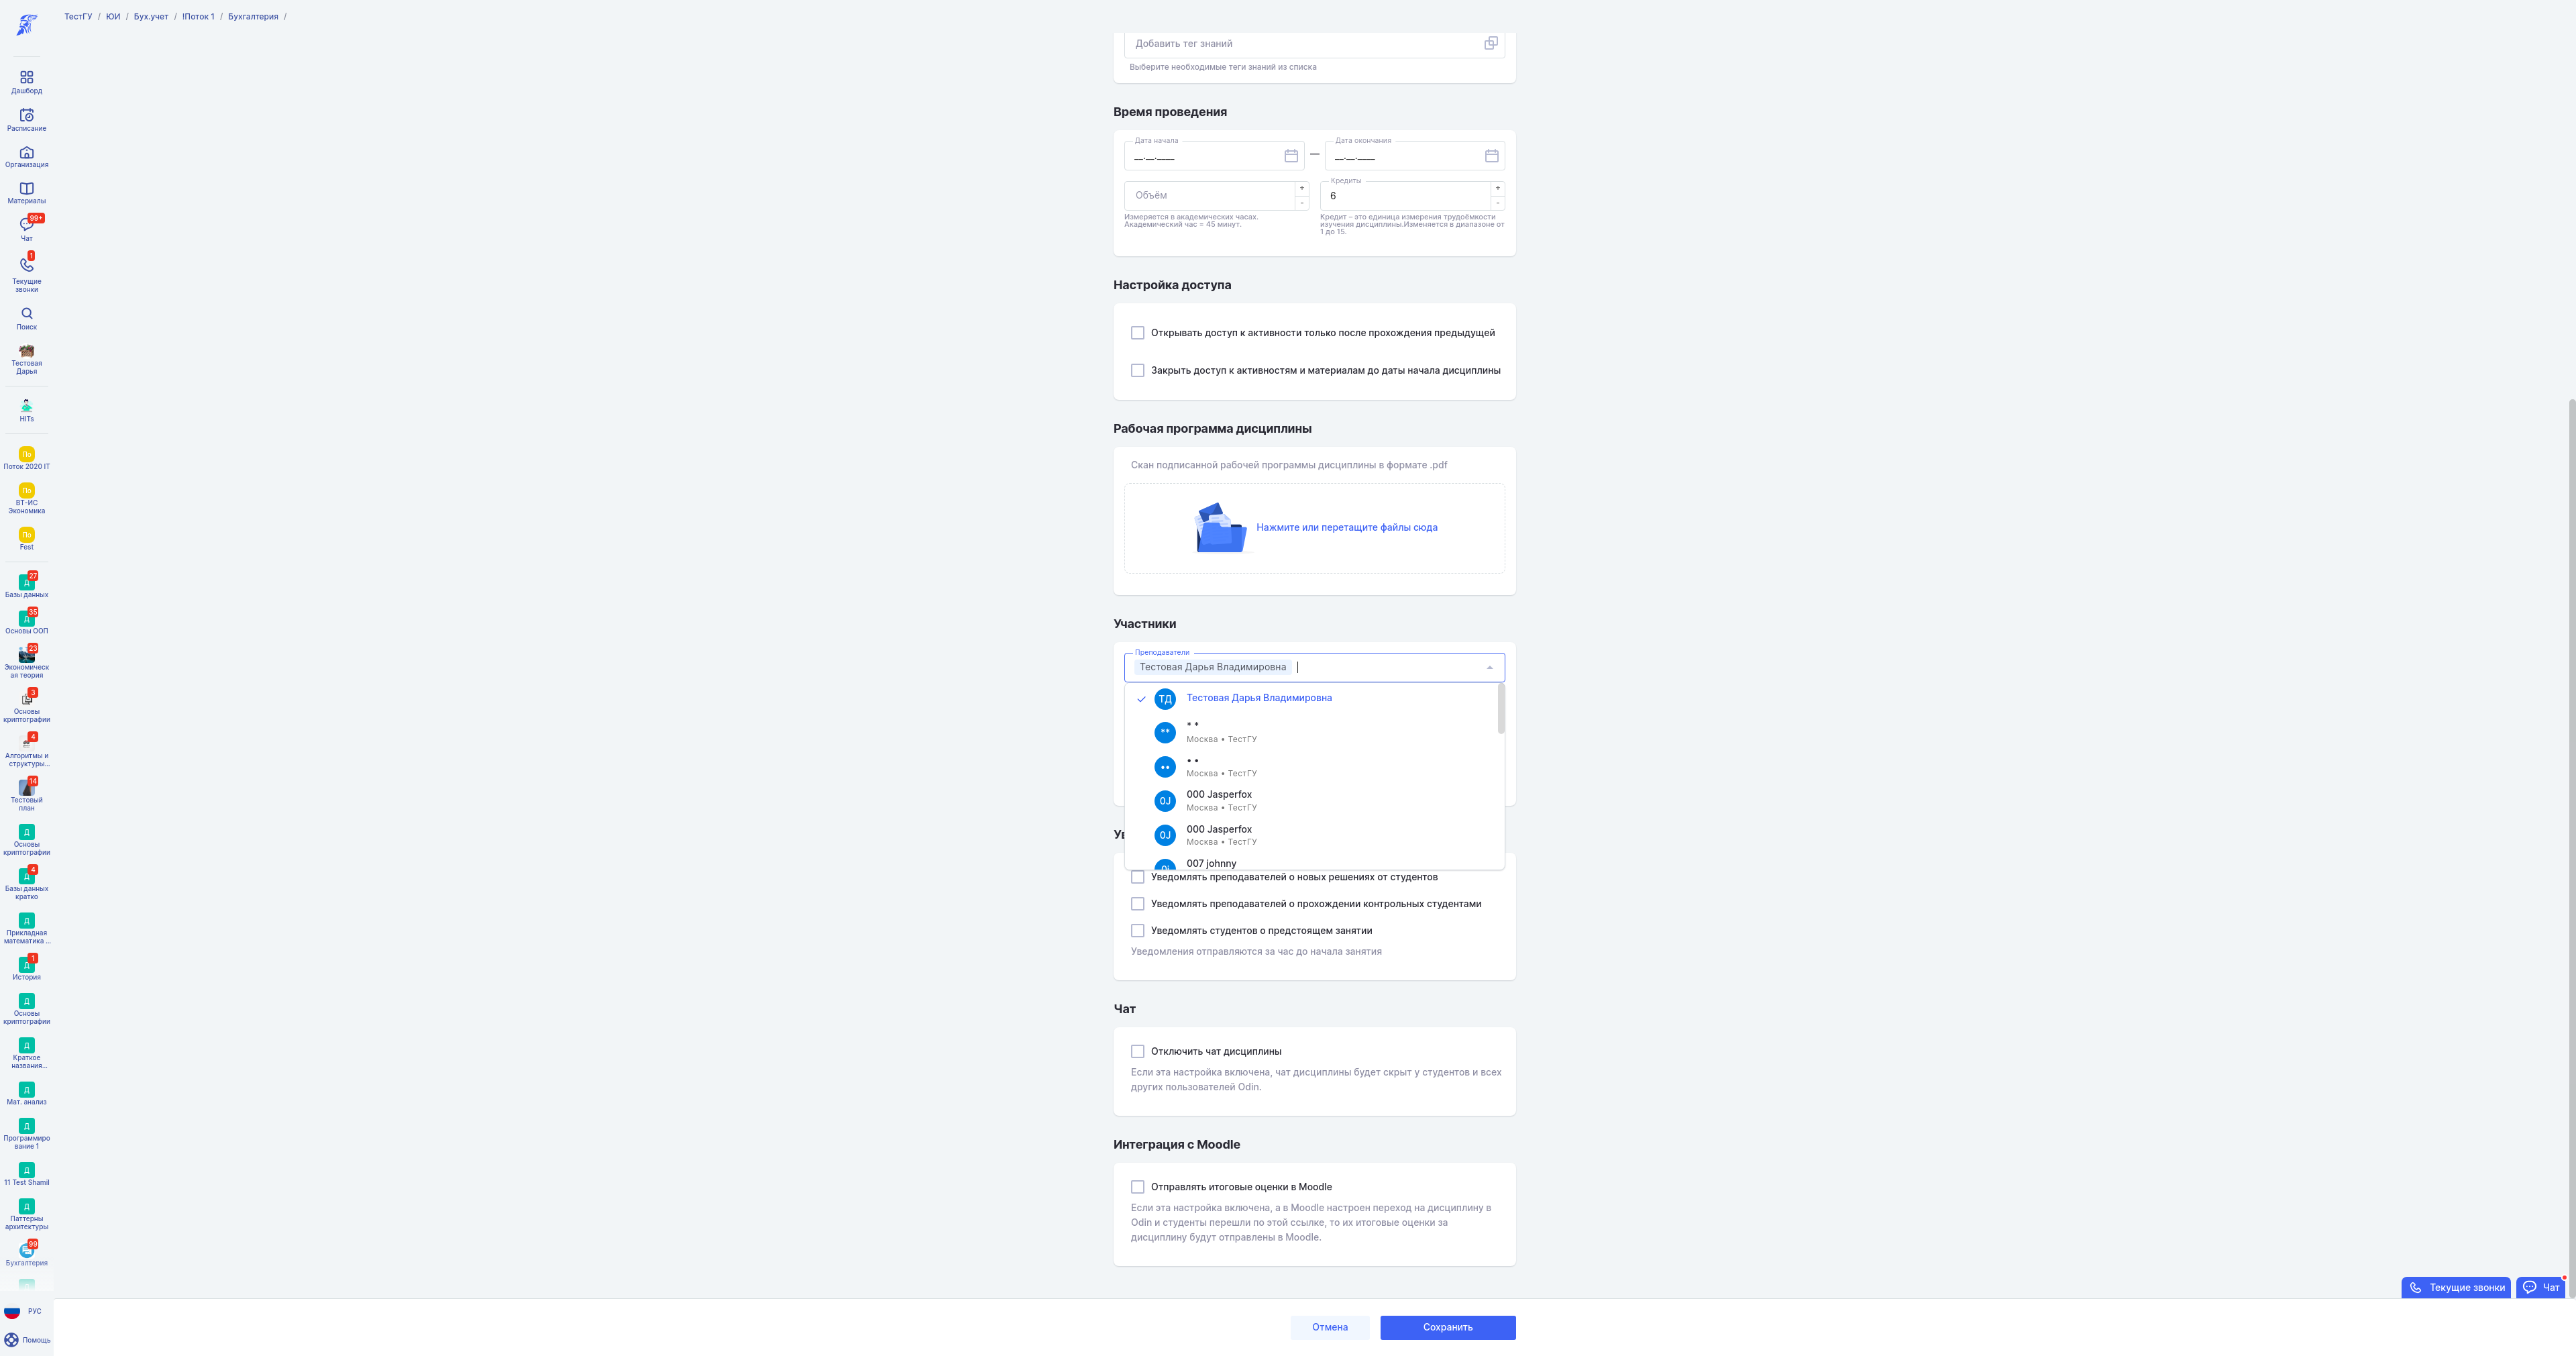 ТестГУ / ЮИ / Бух.учет / !Поток 1 / Бухгалтерия /
Дашборд
Расписание
Организация
Материалы
99+
Чат
1
Текущие
звонки
Поиск
Тестовая
Дарья
HITs
По
Поток 2020 IT
По
ВТ-ИС
Экономика
По
Fest
27
Д
Базы данных
35
Д
Основы ООП
23
Экономическ
ая теория
3
Основы
криптографии
4
Алгоритмы и
структуры...
14
Тестовый
план
Д
Основы
криптографии
4
Д
Базы данных
кратко
Д
Прикладная
математика ...
1
Д
История
Д
Основы
криптографии
Д
Краткое
названия...
Д
Мат. анализ
Д
Программиро
вание 1
Д
11 Test Shamil
Д
Паттерны
архитектуры
99
Бухгалтерия
РУС
Помощь
Добавить тег знаний
Выберите необходимые теги знаний из списка
Время проведения
Дата начала
__.__.____
—
Дата окончания
__.__.____
Объём
+
-
Измеряется в академических часах.
Академический час = 45 минут.
Кредиты
6
+
-
Кредит – это единица измерения трудоёмкости
изучения дисциплины.Изменяется в диапазоне от
1 до 15.
Настройка доступа
Открывать доступ к активности только после прохождения предыдущей
Закрыть доступ к активностям и материалам до даты начала дисциплины
Рабочая программа дисциплины
Скан подписанной рабочей программы дисциплины в формате .pdf
Нажмите или перетащите файлы сюда
Участники
Преподаватели
Тестовая Дарья Владимировна
ТД Тестовая Дарья Владимировна
** * *
Москва • ТестГУ
•• • •
Москва • ТестГУ
0J 000 Jasperfox
Москва • ТестГУ
0J 000 Jasperfox
Москва • ТестГУ
0j 007 johnny
Ув
Уведомлять преподавателей о новых решениях от студентов
Уведомлять преподавателей о прохождении контрольных студентами
Уведомлять студентов о предстоящем занятии
Уведомления отправляются за час до начала занятия
Чат
Отключить чат дисциплины
Если эта настройка включена, чат дисциплины будет скрыт у студентов и всех
других пользователей Odin.
Интеграция с Moodle
Отправлять итоговые оценки в Moodle
Если эта настройка включена, а в Moodle настроен переход на дисциплину в
Odin и студенты перешли по этой ссылке, то их итоговые оценки за
дисциплину будут отправлены в Moodle.
Текущие звонки
Чат
Отмена
Сохранить